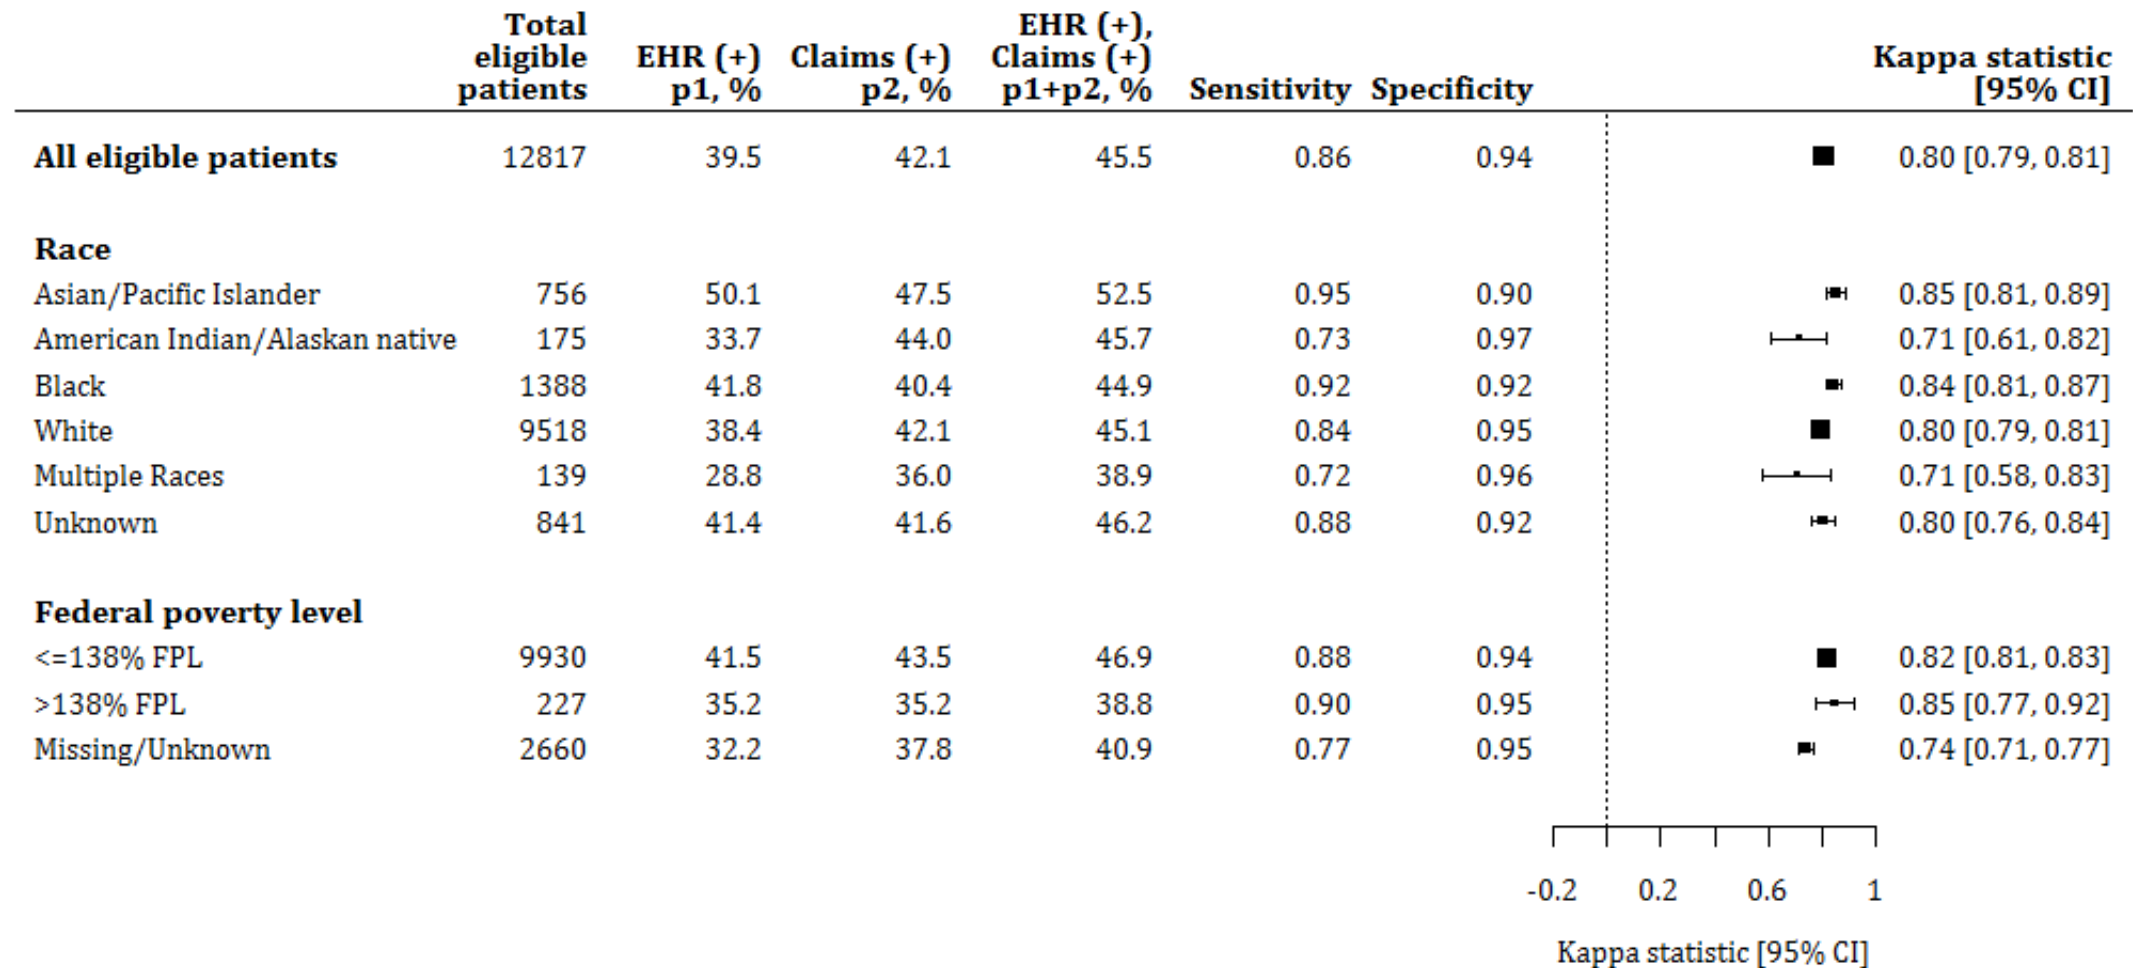 Total eligible patients EHR (+) p1, % Claims (+) p2, % EHR (+), Claims (+) p1+p2, % Sensitivity Specificity Kappa statistic [95% CI]
All eligible patients 12817 39.5 42.1 45.5 0.86 0.94 0.80 [0.79, 0.81]
Race
Asian/Pacific Islander 756 50.1 47.5 52.5 0.95 0.90 0.85 [0.81, 0.89]
American Indian/Alaskan native 175 33.7 44.0 45.7 0.73 0.97 0.71 [0.61, 0.82]
Black 1388 41.8 40.4 44.9 0.92 0.92 0.84 [0.81, 0.87]
White 9518 38.4 42.1 45.1 0.84 0.95 0.80 [0.79, 0.81]
Multiple Races 139 28.8 36.0 38.9 0.72 0.96 0.71 [0.58, 0.83]
Unknown 841 41.4 41.6 46.2 0.88 0.92 0.80 [0.76, 0.84]
Federal poverty level
<=138% FPL 9930 41.5 43.5 46.9 0.88 0.94 0.82 [0.81, 0.83]
>138% FPL 227 35.2 35.2 38.8 0.90 0.95 0.85 [0.77, 0.92]
Missing/Unknown 2660 32.2 37.8 40.9 0.77 0.95 0.74 [0.71, 0.77]
-0.2 0.2 0.6 1
Kappa statistic [95% CI]